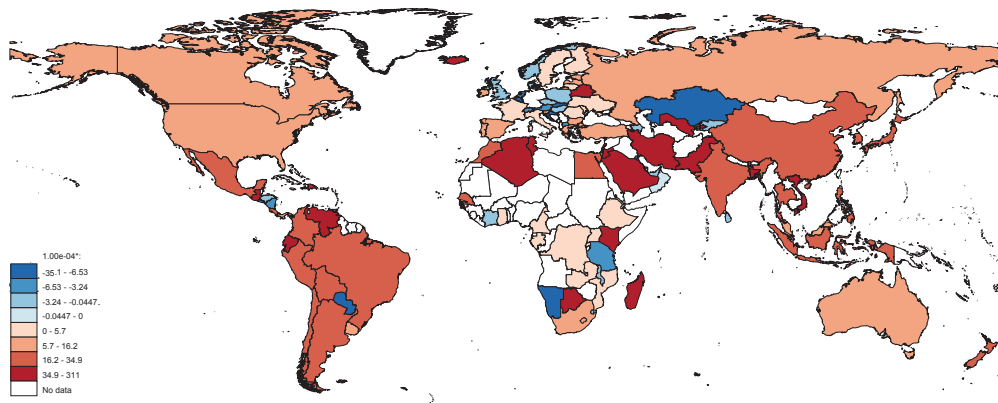 1.00e-04*:
-35.1 - -6.53
-6.53 - -3.24
-3.24 - -0.0447.
-0.0447 - 0
0 - 5.7
5.7 - 16.2
16.2 - 34.9
34.9 - 311
No data